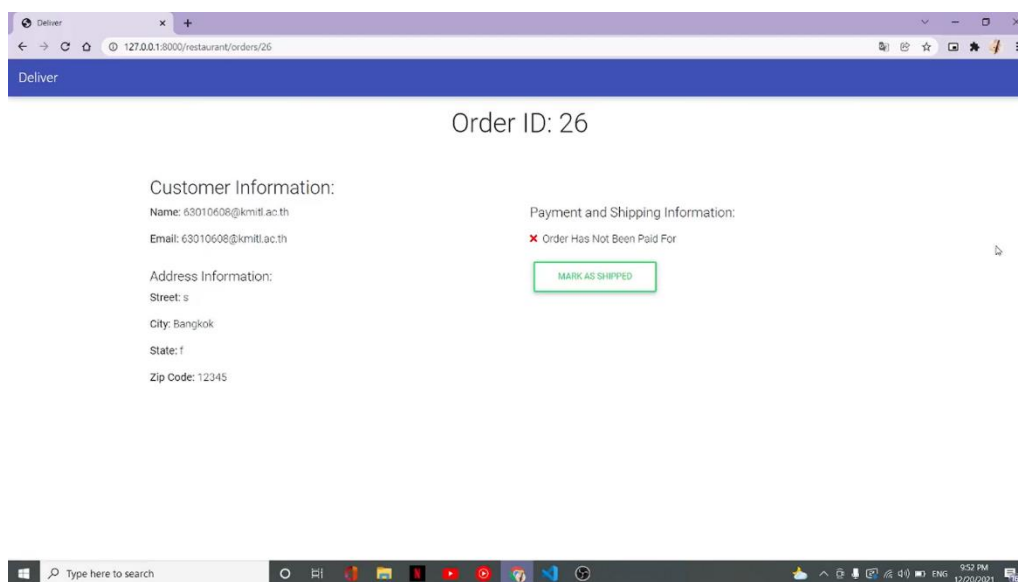 Deliver
127.0.0.1:8000/restaurant/orders/26
Deliver
Order ID: 26
Customer Information:
Name: 63010608@kmitl.ac.th
Email: 63010608@kmitl.ac.th
Address Information:
Street: s
City: Bangkok
State: f
Zip Code: 12345
Payment and Shipping Information:
Order Has Not Been Paid For
MARK AS SHIPPED
Type here to search
ENG
9:52 PM
12/20/2021